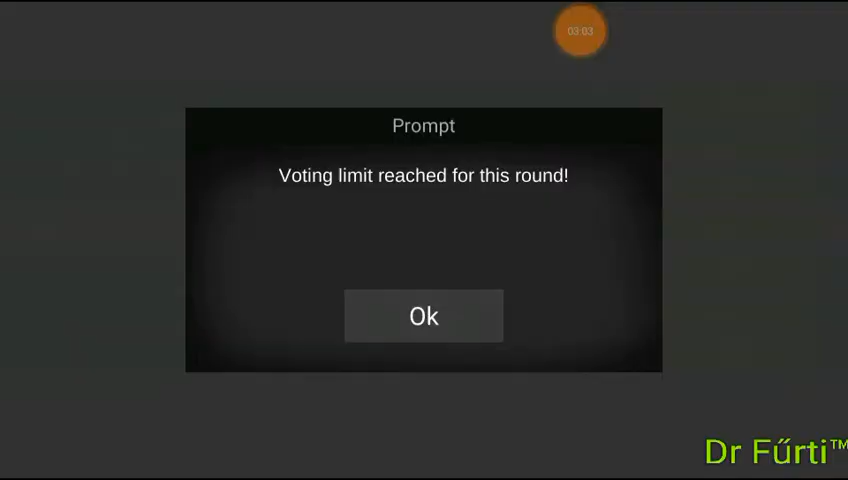 03:03
Prompt
Voting limit reached for this round!
Ok
Dr Fűrti™